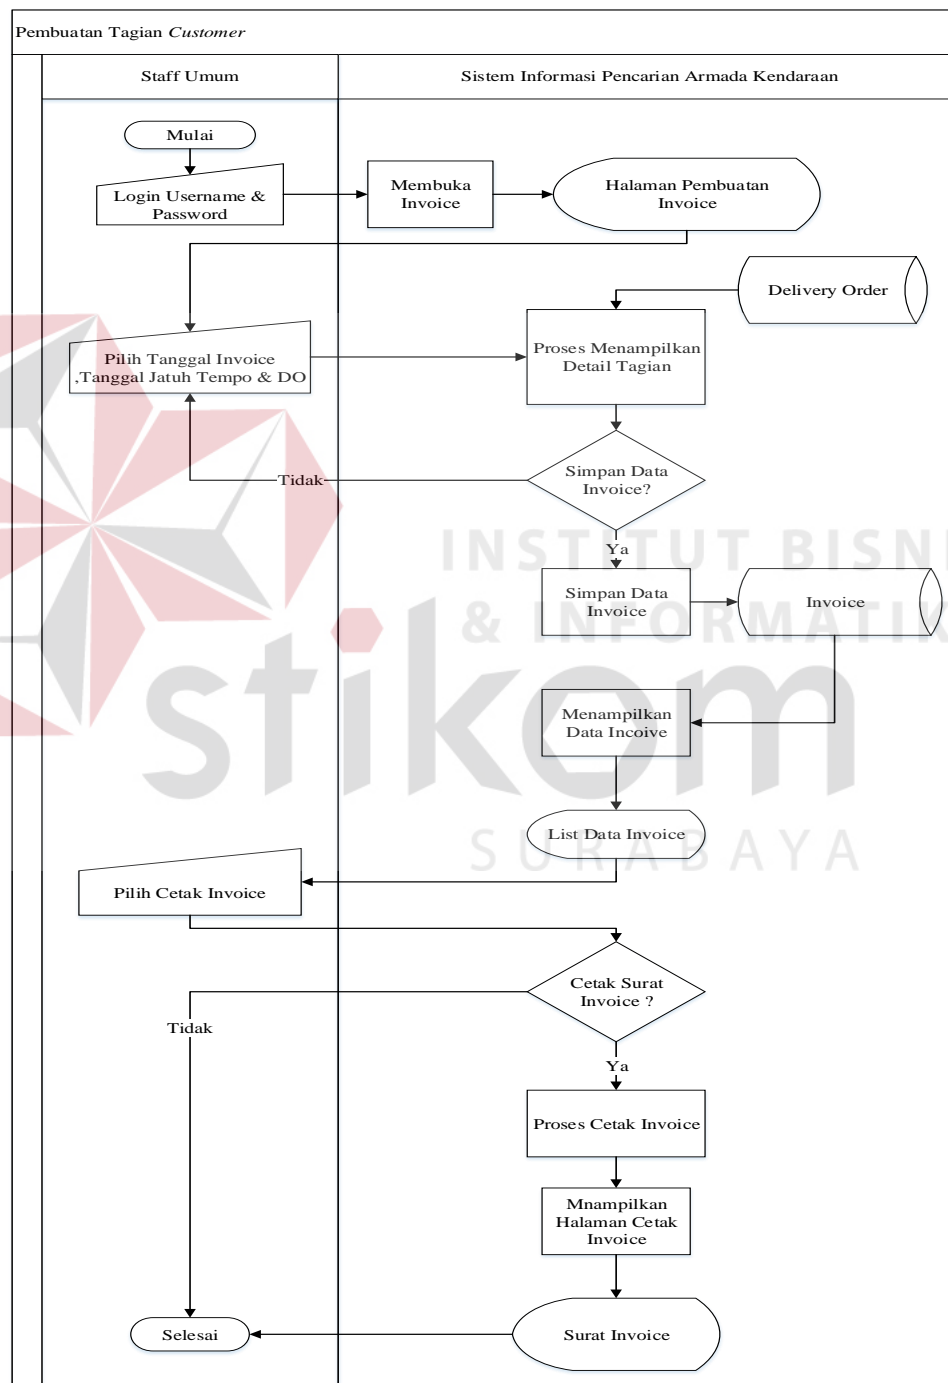 Pembuatan Tagian Customer
Staff Umum
Sistem Informasi Pencarian Armada Kendaraan
Mulai
Login Username &
Password
Membuka
Invoice
Halaman Pembuatan
Invoice
Delivery Order
Pilih Tanggal Invoice
,Tanggal Jatuh Tempo & DO
Proses Menampilkan
Detail Tagian
Simpan Data
Invoice?
Tidak
Ya
INSTITUT BISNI
& INFORMATIK
stikom
SURABAYA
Simpan Data
Invoice
Invoice
Menampilkan
Data Incoive
List Data Invoice
Pilih Cetak Invoice
Cetak Surat
Invoice ?
Tidak
Ya
Proses Cetak Invoice
Mnampilkan
Halaman Cetak
Invoice
Surat Invoice
Selesai